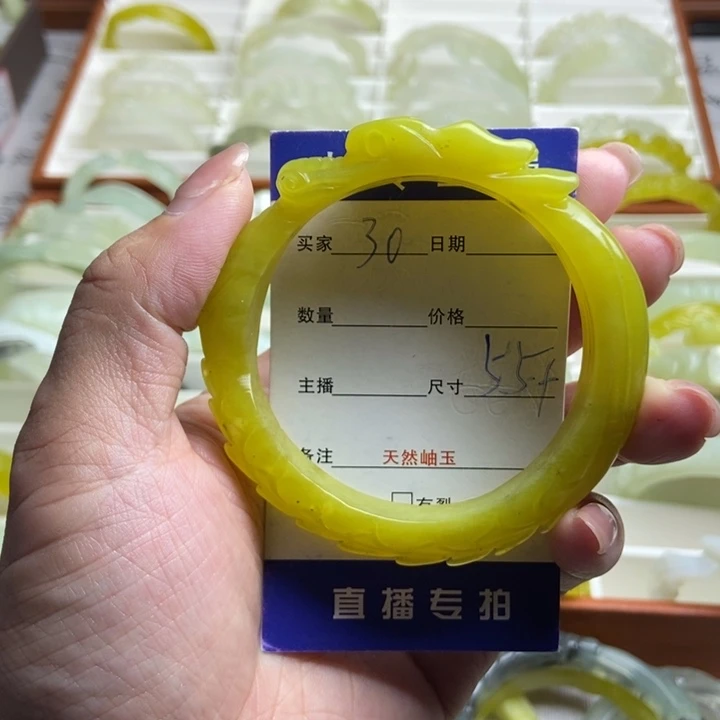 买家 30 日期
数量 价格
主播 尺寸 55+
备注 天然岫玉
□有裂
直播专拍